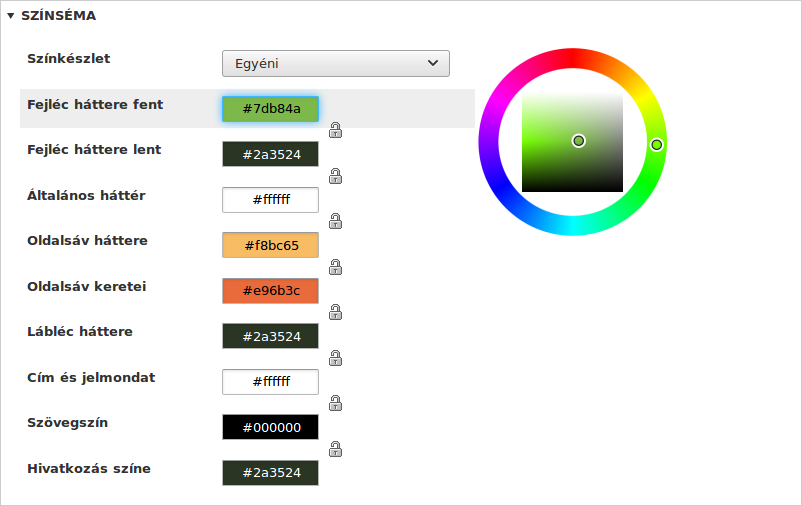 SZÍNSÉMA
Színkészlet Egyéni
Fejléc háttere fent #7db84a
Fejléc háttere lent #2a3524
Általános háttér #ffffff
Oldalsáv háttere #f8bc65
Oldalsáv keretei #e96b3c
Lábléc háttere #2a3524
Cím és jelmondat #ffffff
Szövegszín #000000
Hivatkozás színe #2a3524